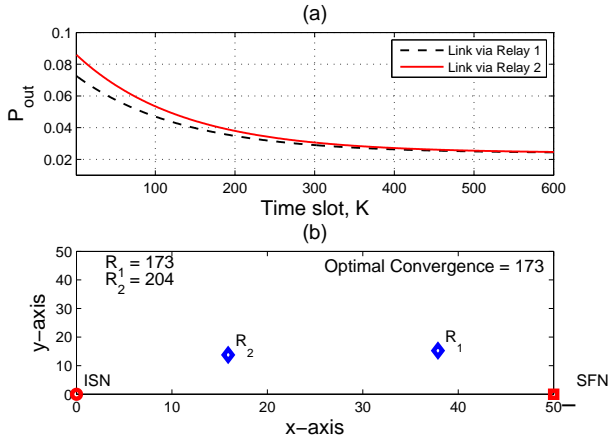 (a)
0.1
0.08
0.06
0.04
0.02
P_out
Link via Relay 1
Link via Relay 2
100 200 300 400 500 600
Time slot, K
(b)
50
40
30
20
10
0
y-axis
R_1 = 173
R_2 = 204
Optimal Convergence = 173
R_2
R_1
ISN
SFN
0 10 20 30 40 50
x-axis